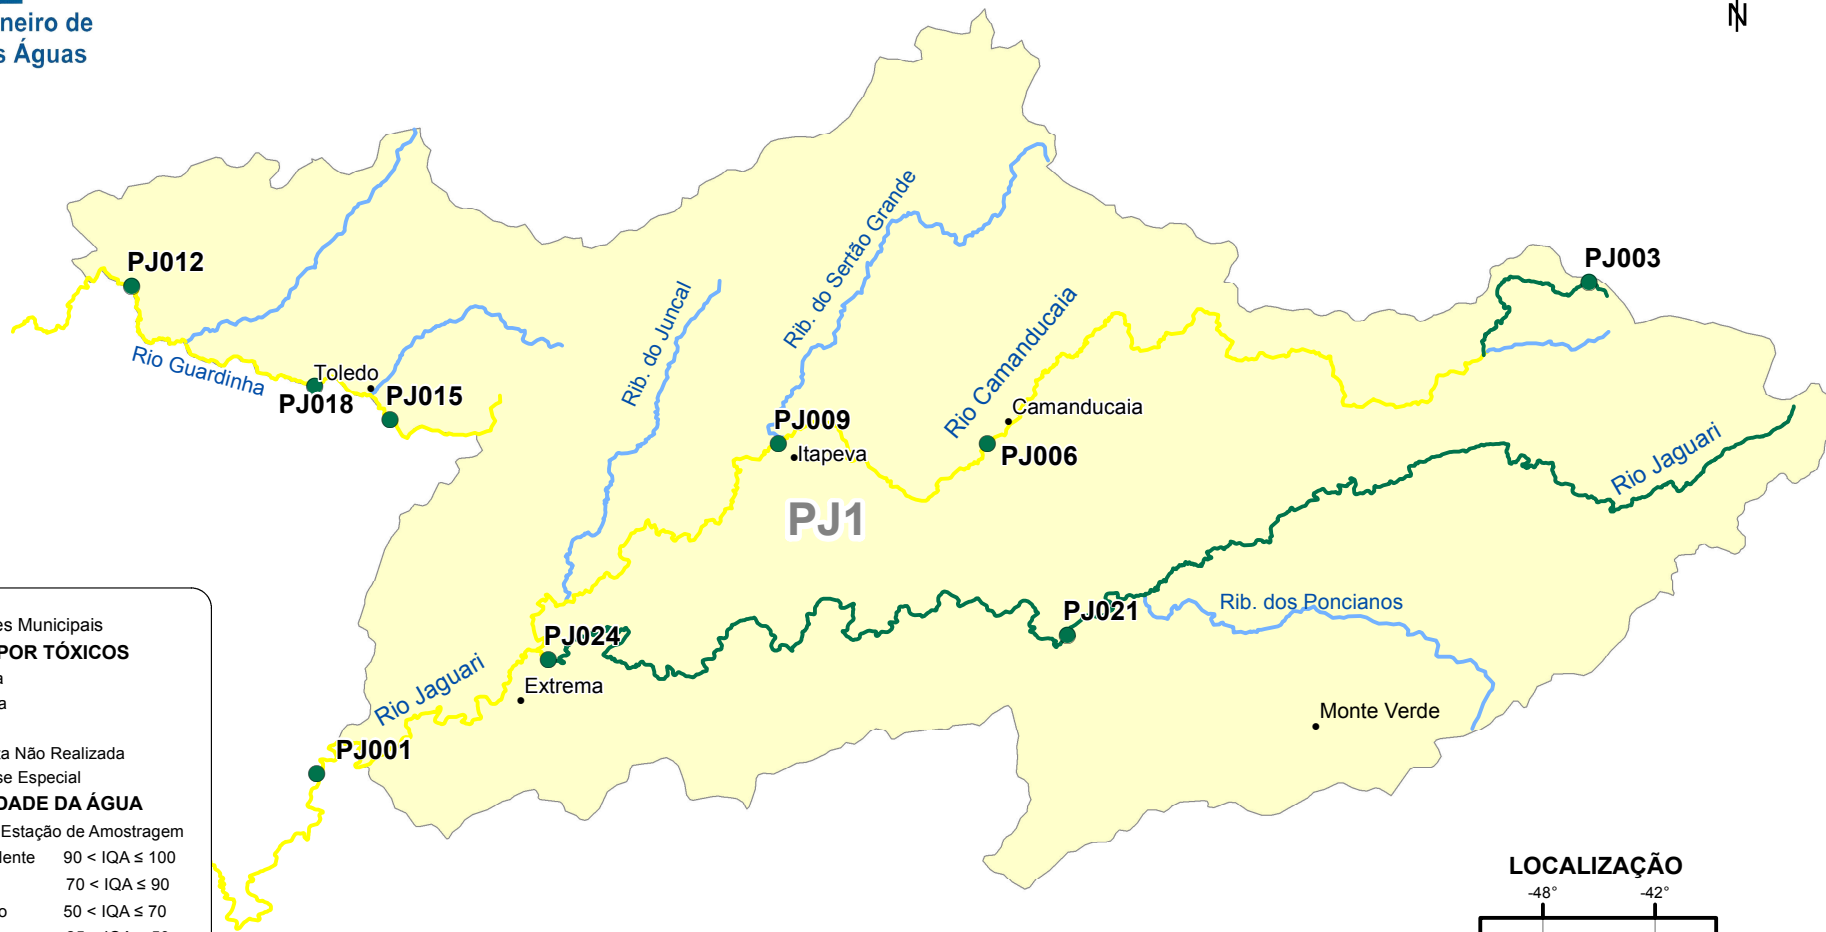 neiro de
s Águas
N
PJ012
PJ003
Rio Guardinha
Toledo
PJ018
PJ015
Rib. do Juncal
Rib. do Sertão Grande
Rio Camanducaia
PJ009
Itapeva
Camanducaia
PJ006
Rio Jaguari
PJ1
PJ021
Rib. dos Poncianos
PJ024
Extrema
Rio Jaguari
Monte Verde
PJ001
es Municipais
POR TÓXICOS
a
a
ta Não Realizada
se Especial
DADE DA ÁGUA
Estação de Amostragem
lente 90 < IQA ≤ 100
70 < IQA ≤ 90
o 50 < IQA ≤ 70
LOCALIZAÇÃO
-48° -42°